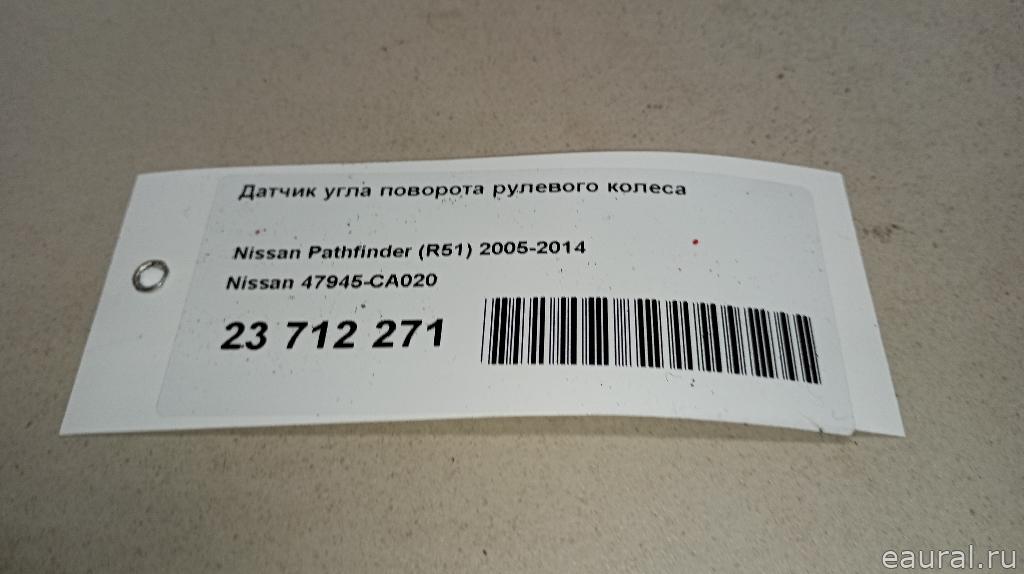 Датчик угла поворота рулевого колеса
Nissan Pathfinder (R51) 2005-2014
Nissan 47945-CA020
23 712 271
eaural.ru